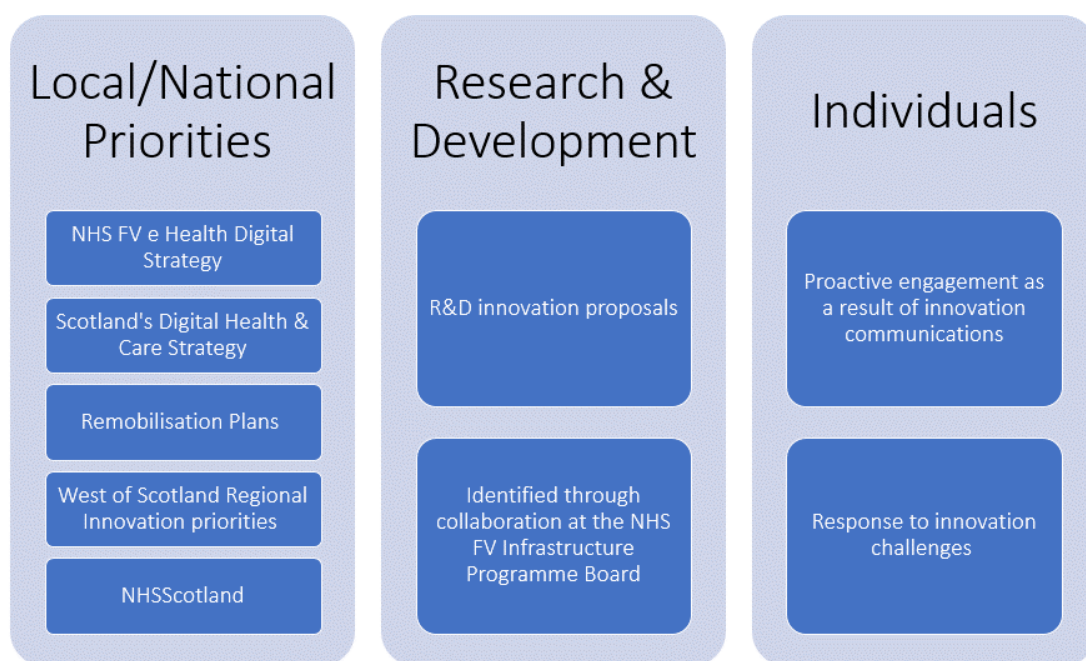 Local/National
Priorities
NHS FV e Health Digital
Strategy
Scotland's Digital Health &
Care Strategy
Remobilisation Plans
West of Scotland Regional
Innovation priorities
NHSScotland
Research &
Development
R&D innovation proposals
Identified through
collaboration at the NHS
FV Infrastructure
Programme Board
Individuals
Proactive engagement as
a result of innovation
communications
Response to innovation
challenges